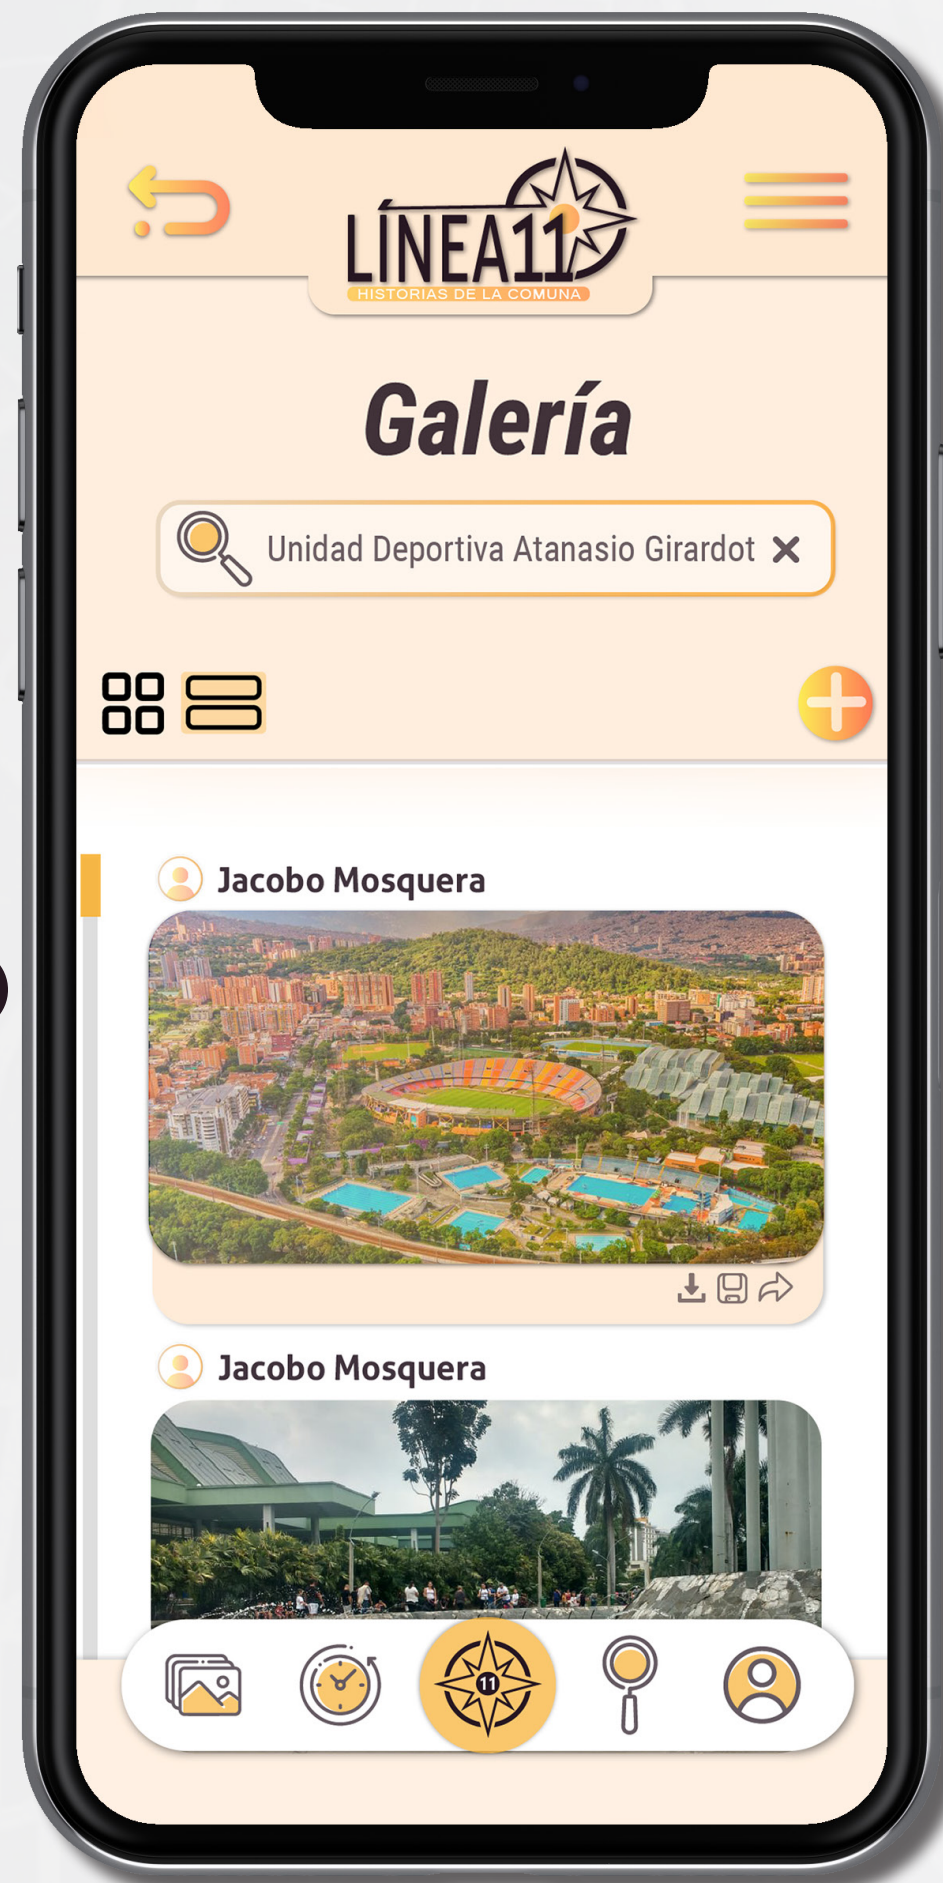 LÍNEA11
HISTORIAS DE LA COMUNA
Galería
Unidad Deportiva Atanasio Girardot
Jacobo Mosquera
Jacobo Mosquera
11